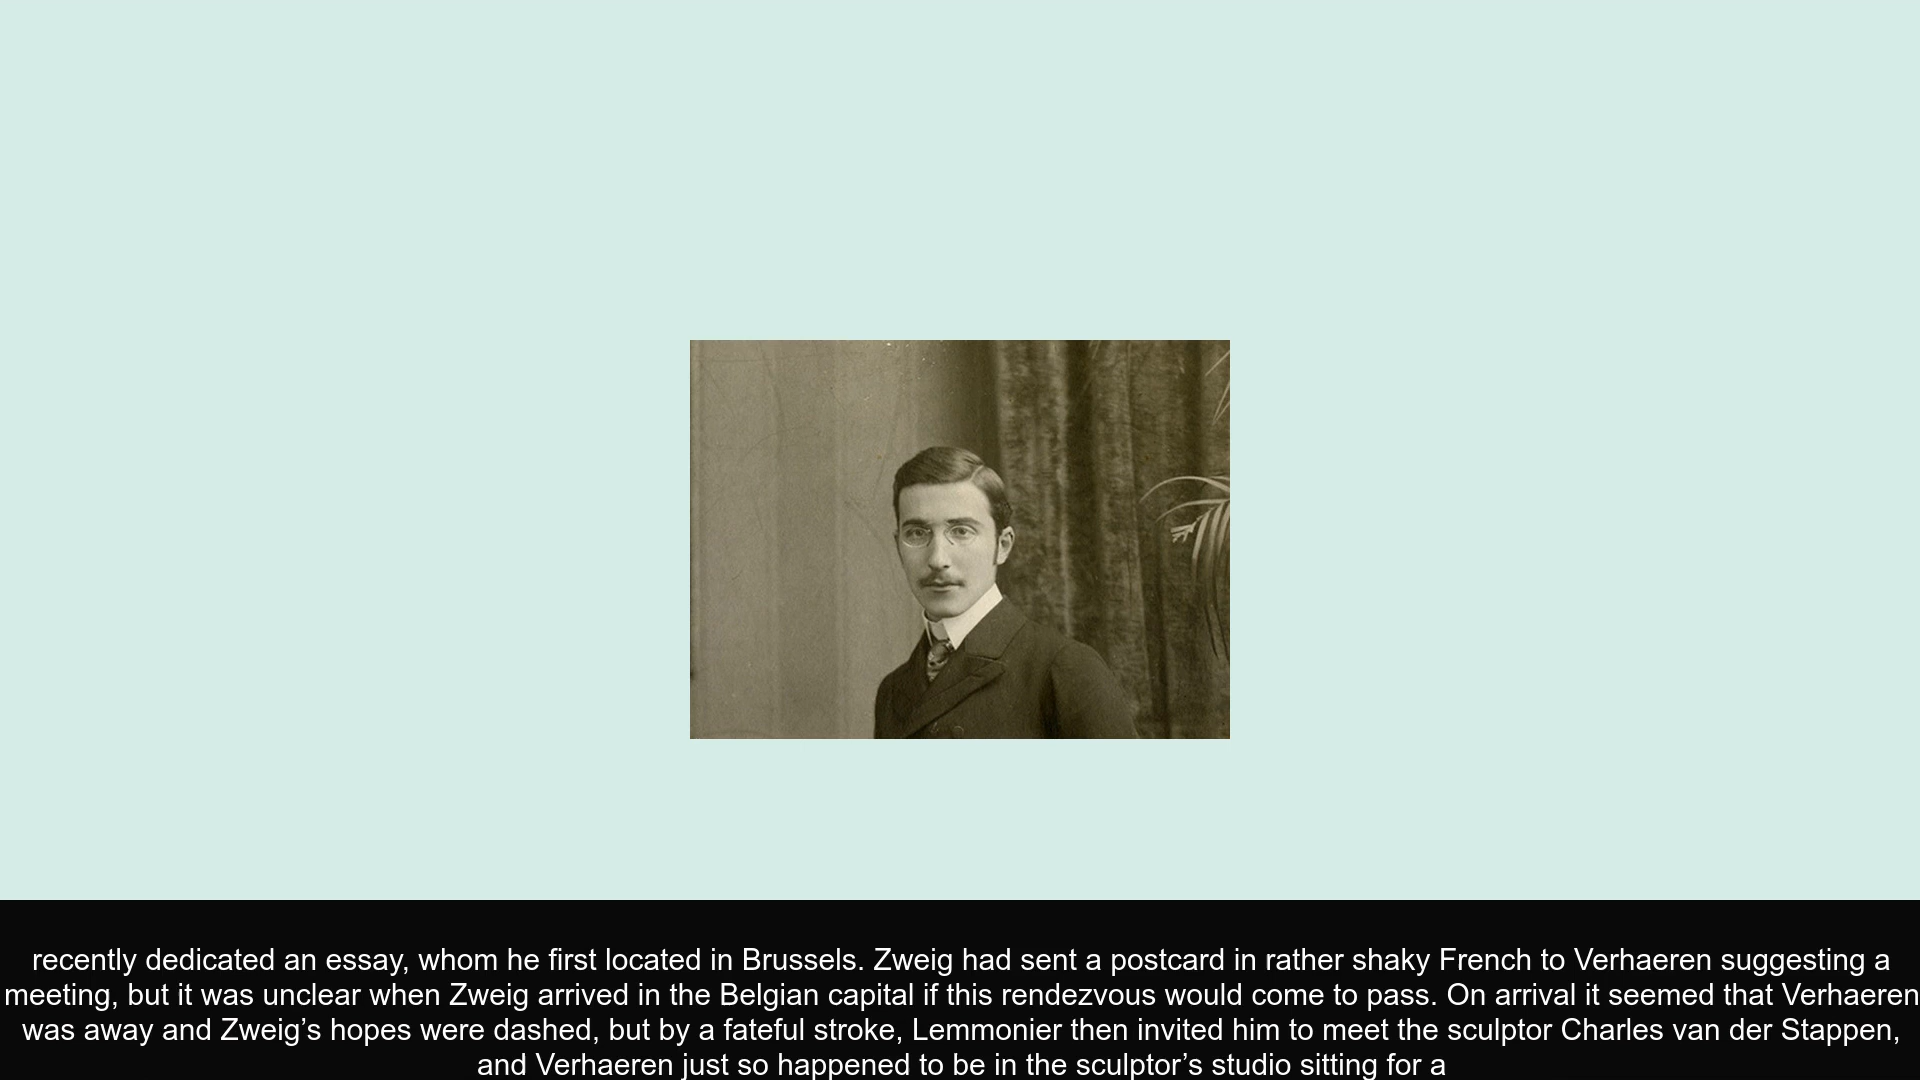 recently dedicated an essay, whom he first located in Brussels. Zweig had sent a postcard in rather shaky French to Verhaeren suggesting a
meeting, but it was unclear when Zweig arrived in the Belgian capital if this rendezvous would come to pass. On arrival it seemed that Verhaeren
was away and Zweig’s hopes were dashed, but by a fateful stroke, Lemmonier then invited him to meet the sculptor Charles van der Stappen,
and Verhaeren just so happened to be in the sculptor’s studio sitting for a